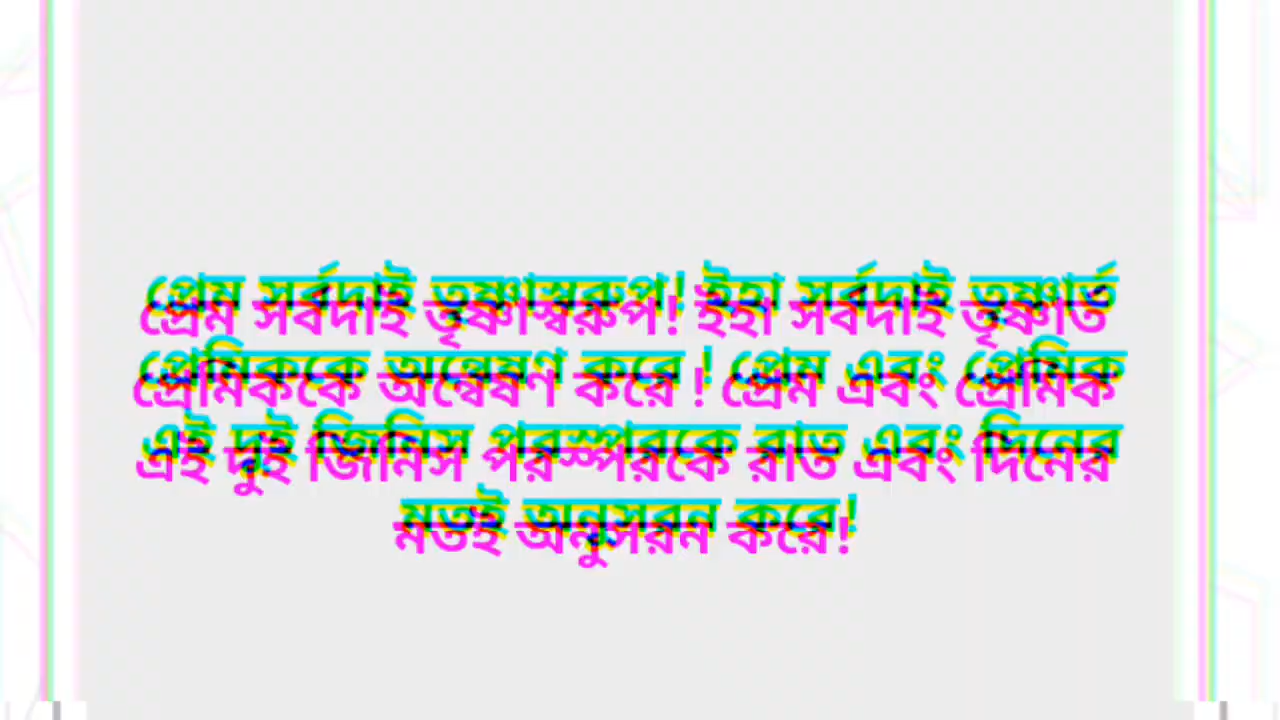 প্রেম সর্বদাই তৃষ্ণাস্বরুপ! ইহা সর্বদাই তৃষ্ণার্ত
প্রেমিককে অন্বেষণ করে ! প্রেম এবং প্রেমিক
এই দুই জিনিস পরস্পরকে রাত এবং দিনের
মতই অনুসরন করে!